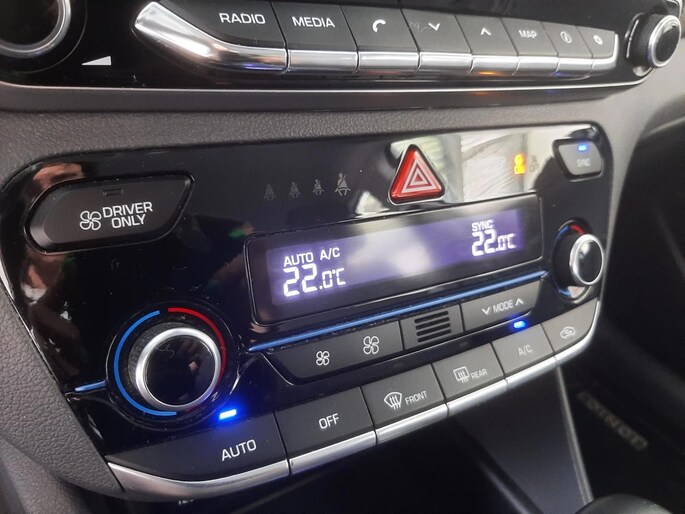 RADIO MEDIA MAP
DRIVER
ONLY
SYNC
AUTO A/C SYNC
22.0°C 22.0°C
MODE
AUTO OFF FRONT REAR A/C